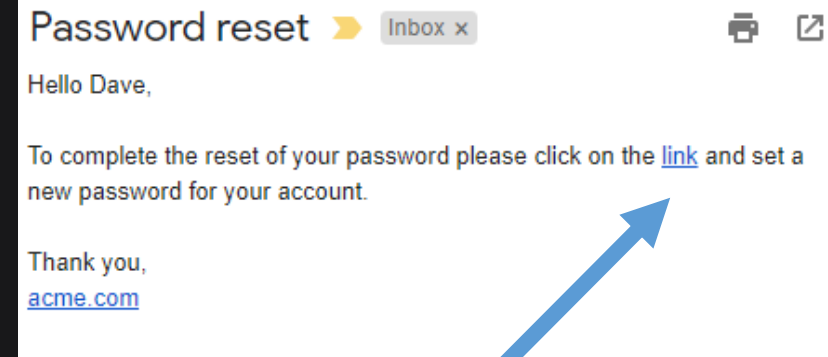 Password reset Inbox x
Hello Dave,
To complete the reset of your password please click on the link and set a
new password for your account.
Thank you,
acme.com